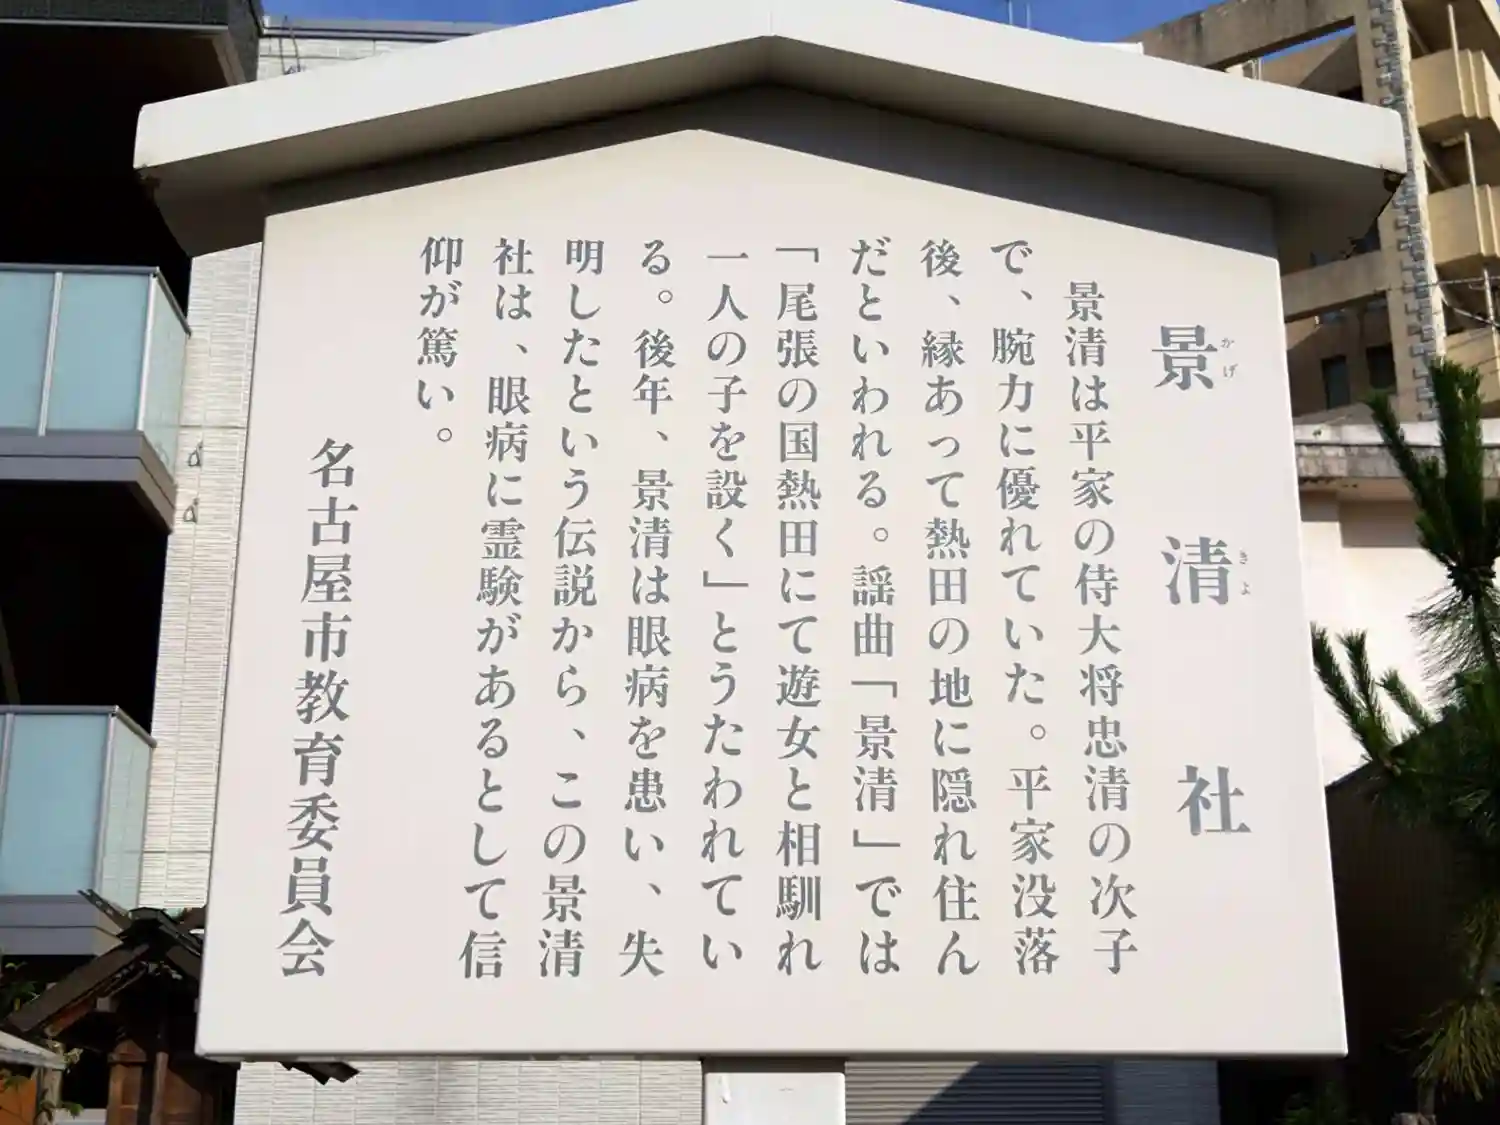 景清社
かげ きよ
景清は平家の侍大将忠清の次子
で、腕力に優れていた。平家没落
後、縁あって熱田の地に隠れ住ん
だといわれる。謡曲「景清」では
「尾張の国熱田にて遊女と相馴れ
一人の子を設く」とうたわれてい
る。後年、景清は眼病を患い、失
明したという伝説から、この景清
社は、眼病に霊験があるとして信
仰が篤い。
名古屋市教育委員会